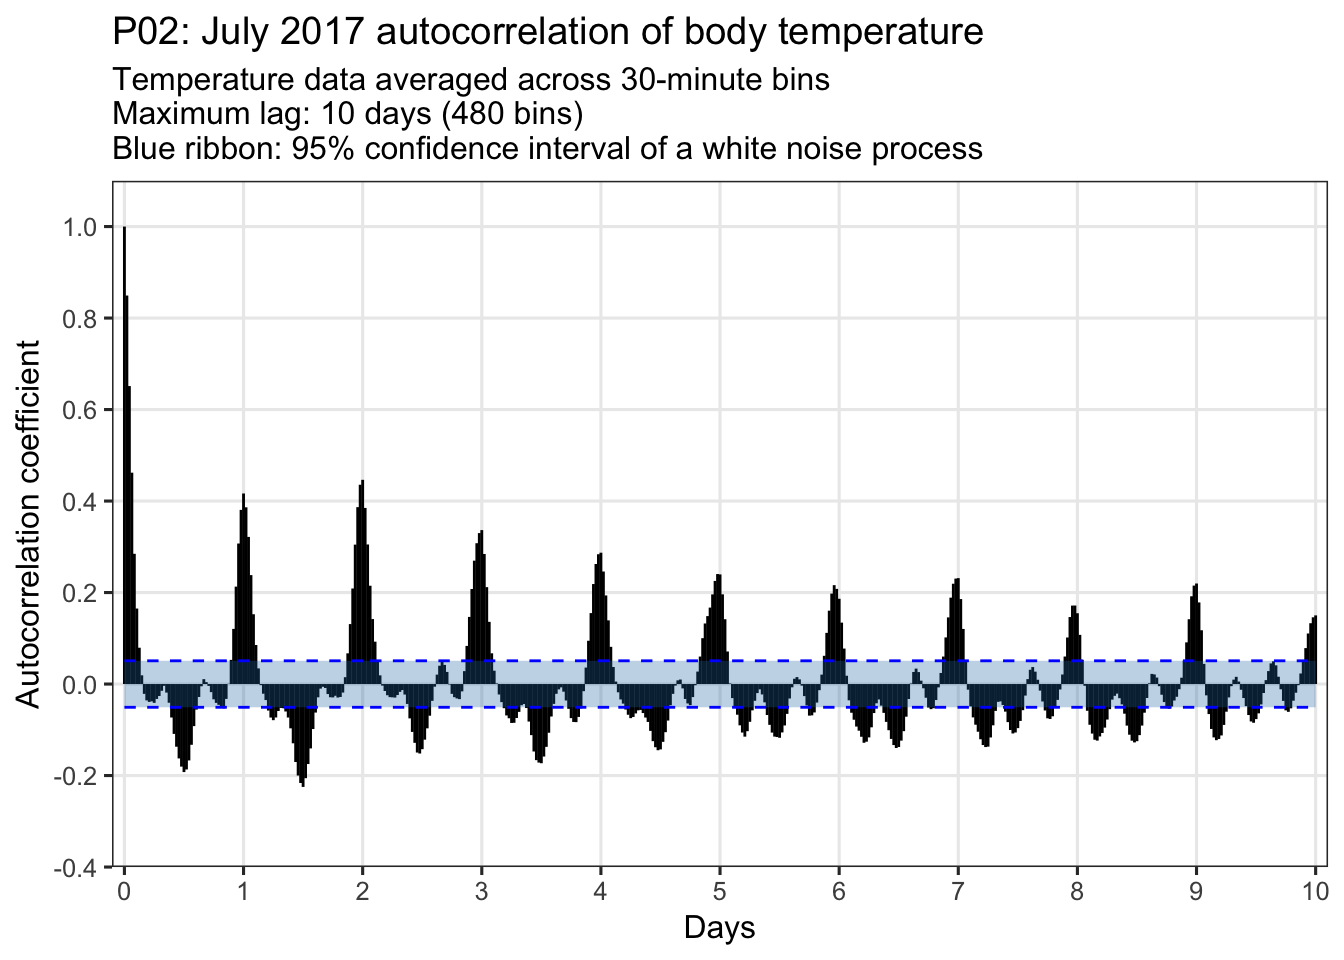 P02: July 2017 autocorrelation of body temperature
Temperature data averaged across 30-minute bins
Maximum lag: 10 days (480 bins)
Blue ribbon: 95% confidence interval of a white noise process
Autocorrelation coefficient
1.0
0.8
0.6
0.4
0.2
0.0
-0.2
-0.4
0 1 2 3 4 5 6 7 8 9 10
Days